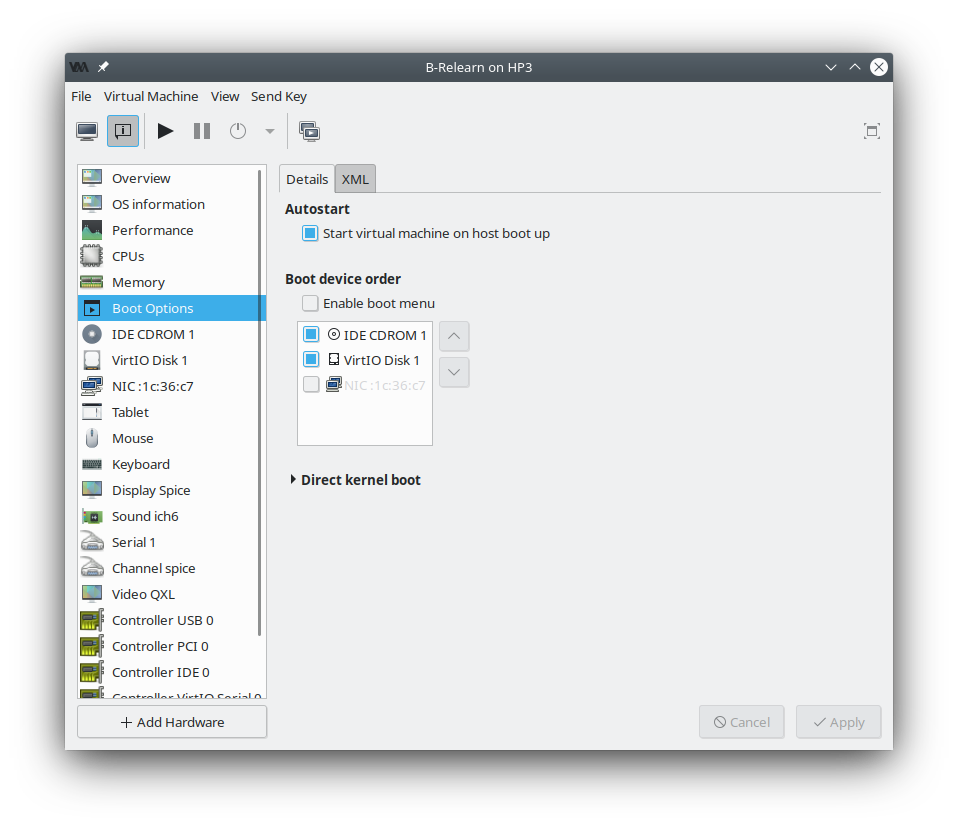 B-Relearn on HP3
File Virtual Machine View Send Key
Overview
OS information
Performance
CPUs
Memory
Boot Options
IDE CDROM 1
VirtIO Disk 1
NIC :1c:36:c7
Tablet
Mouse
Keyboard
Display Spice
Sound ich6
Serial 1
Channel spice
Video QXL
Controller USB 0
Controller PCI 0
Controller IDE 0
Controller VirtIO Serial 0
Add Hardware
Details XML
Autostart
Start virtual machine on host boot up
Boot device order
Enable boot menu
IDE CDROM 1
VirtIO Disk 1
NIC :1c:36:c7
Direct kernel boot
Cancel Apply